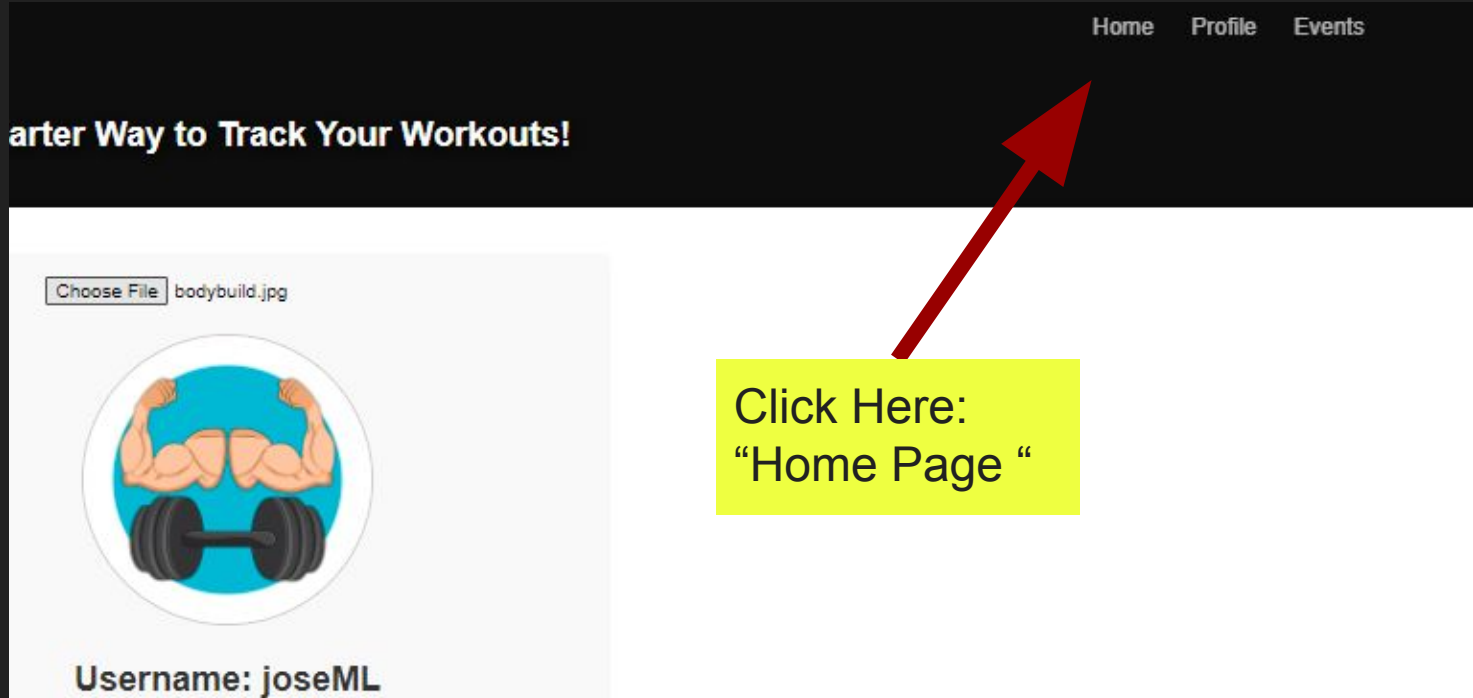 Home Profile Events
arter Way to Track Your Workouts!
Choose File bodybuild.jpg
Click Here:
“Home Page “
Username: joseML